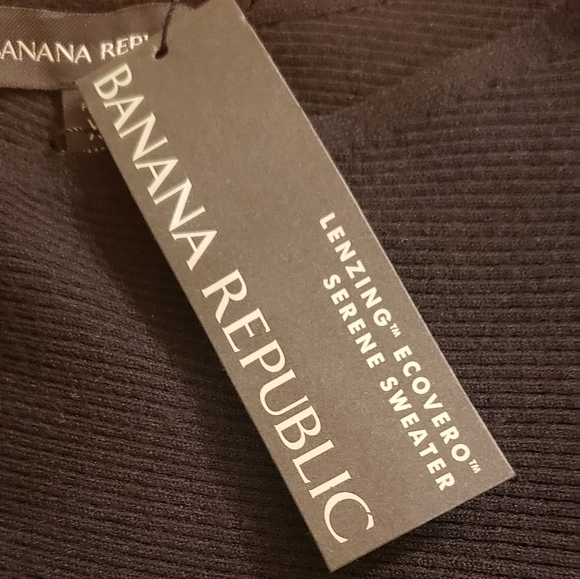 BANANA REPU
BANANA REPUBLIC
LENZING™ ECOVERO™
SERENE SWEATER